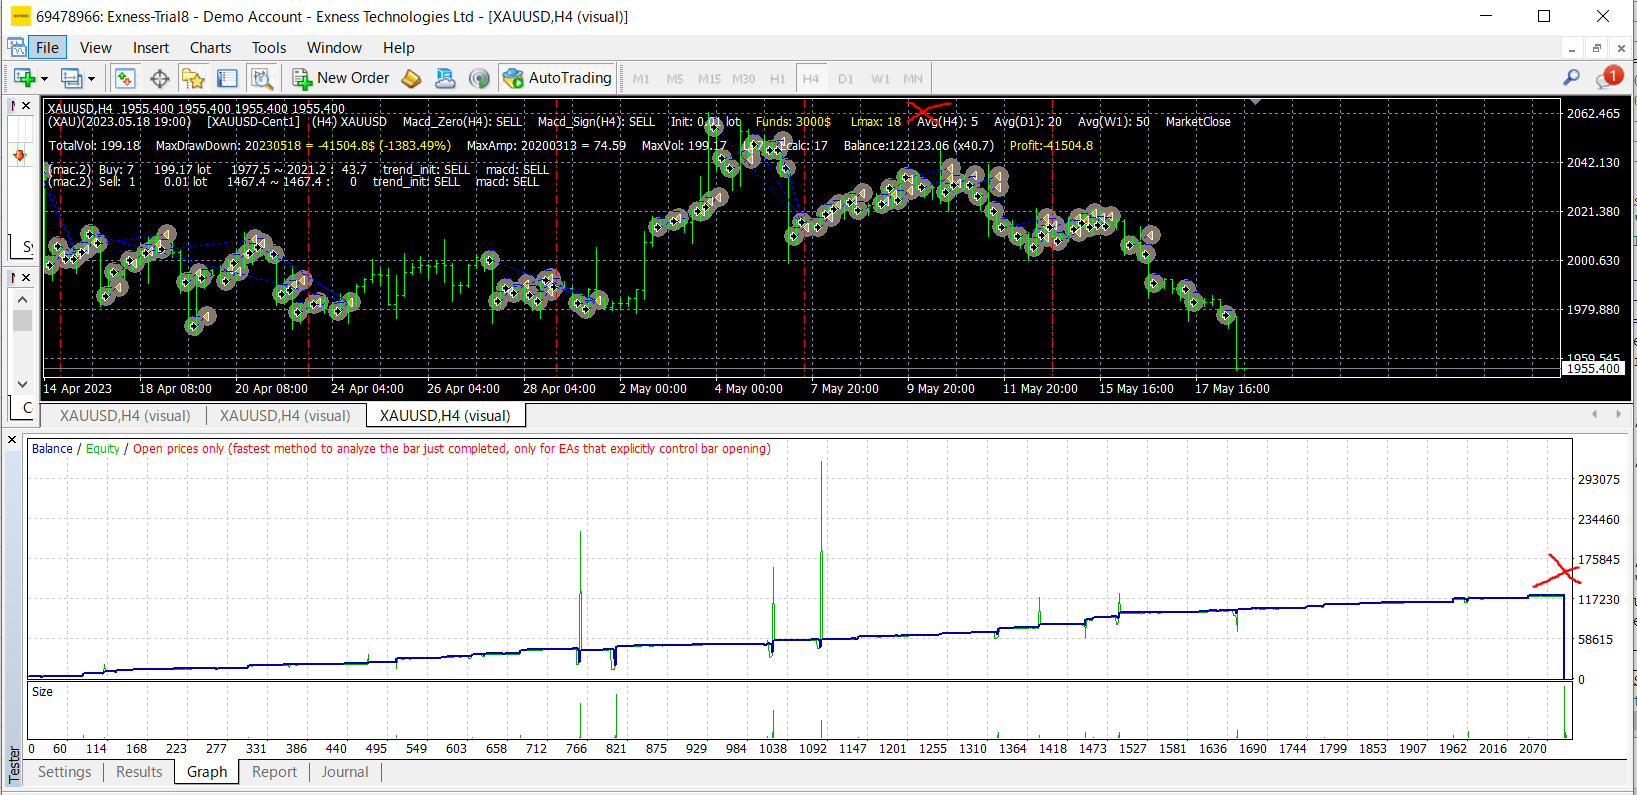 69478966: Exness-Trial8 - Demo Account - Exness Technologies Ltd - [XAUUSD,H4 (visual)]
File View Insert Charts Tools Window Help
New Order AutoTrading M1 M5 M15 M30 H1 H4 D1 W1 MN 1
XAUUSD,H4 1955.400 1955.400 1955.400 1955.400
(XAU)(2023.05.18 19:00) [XAUUSD-Cent1] (H4) XAUUSD Macd_Zero(H4): SELL Macd_Sign(H4): SELL Init: 0.01 lot Funds: 3000$ Lmax: 18 Avg(H4): 5 Avg(D1): 20 Avg(W1): 50 MarketClose
TotalVol: 199.18 MaxDrawDown: 20230518 = -41504.8$ (-1383.49%) MaxAmp: 20200313 = 74.59 MaxVol: 199.17 calc: 17 Balance:122123.06 (x40.7) Profit:-41504.8
(mac.2) Buy: 7 199.17 lot 1977.5 ~ 2021.2 : 43.7 trend_init: SELL macd: SELL
(mac.2) Sell: 1 0.01 lot 1467.4 ~ 1467.4 : 0 trend_init: SELL macd: SELL
2062.465
2042.130
2021.380
2000.630
1979.880
1959.545
1955.400
14 Apr 2023 18 Apr 08:00 20 Apr 08:00 24 Apr 04:00 26 Apr 04:00 28 Apr 04:00 2 May 00:00 4 May 00:00 7 May 20:00 9 May 20:00 11 May 20:00 15 May 16:00 17 May 16:00
XAUUSD,H4 (visual) XAUUSD,H4 (visual) XAUUSD,H4 (visual)
Balance / Equity / Open prices only (fastest method to analyze the bar just completed, only for EAs that explicitly control bar opening)
293075
234460
175845
117230
58615
0
Size
0 60 114 168 223 277 331 386 440 495 549 603 658 712 766 821 875 929 984 1038 1092 1147 1201 1255 1310 1364 1418 1473 1527 1581 1636 1690 1744 1799 1853 1907 1962 2016 2070
Tester
Settings Results Graph Report Journal